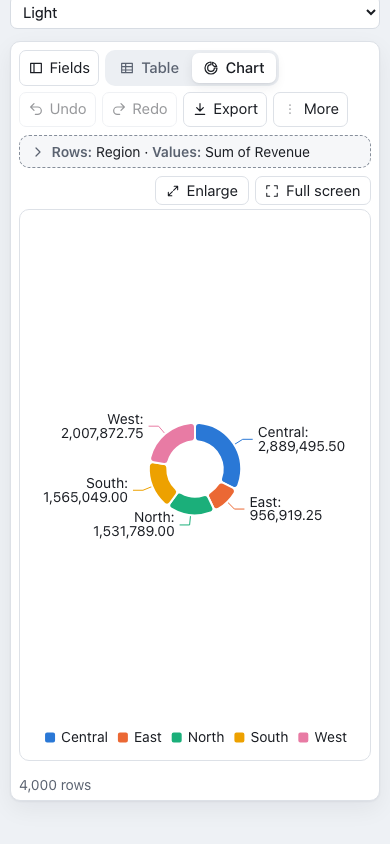 Light
Fields
Table
Chart
Undo
Redo
Export
More
Rows: Region · Values: Sum of Revenue
Enlarge
Full screen
West:
2,007,872.75
Central:
2,889,495.50
South:
1,565,049.00
East:
956,919.25
North:
1,531,789.00
Central
East
North
South
West
4,000 rows